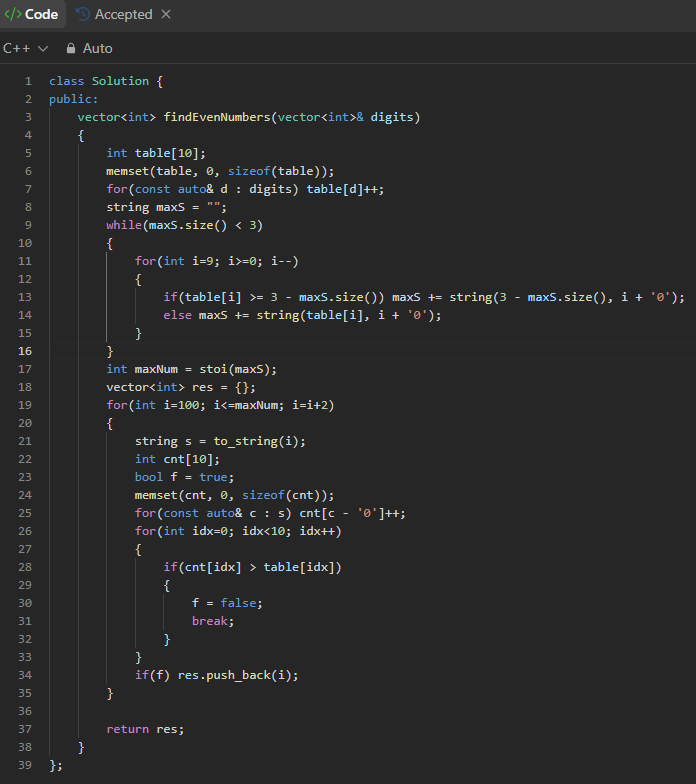 </> Code Accepted ×
C++ Auto
1 class Solution {
2 public:
3 vector<int> findEvenNumbers(vector<int>& digits)
4 {
5 int table[10];
6 memset(table, 0, sizeof(table));
7 for(const auto& d : digits) table[d]++;
8 string maxS = "";
9 while(maxS.size() < 3)
10 {
11 for(int i=9; i>=0; i--)
12 {
13 if(table[i] >= 3 - maxS.size()) maxS += string(3 - maxS.size(), i + '0');
14 else maxS += string(table[i], i + '0');
15 }
16 }
17 int maxNum = stoi(maxS);
18 vector<int> res = {};
19 for(int i=100; i<=maxNum; i=i+2)
20 {
21 string s = to_string(i);
22 int cnt[10];
23 bool f = true;
24 memset(cnt, 0, sizeof(cnt));
25 for(const auto& c : s) cnt[c - '0']++;
26 for(int idx=0; idx<10; idx++)
27 {
28 if(cnt[idx] > table[idx])
29 {
30 f = false;
31 break;
32 }
33 }
34 if(f) res.push_back(i);
35 }
36
37 return res;
38 }
39 };